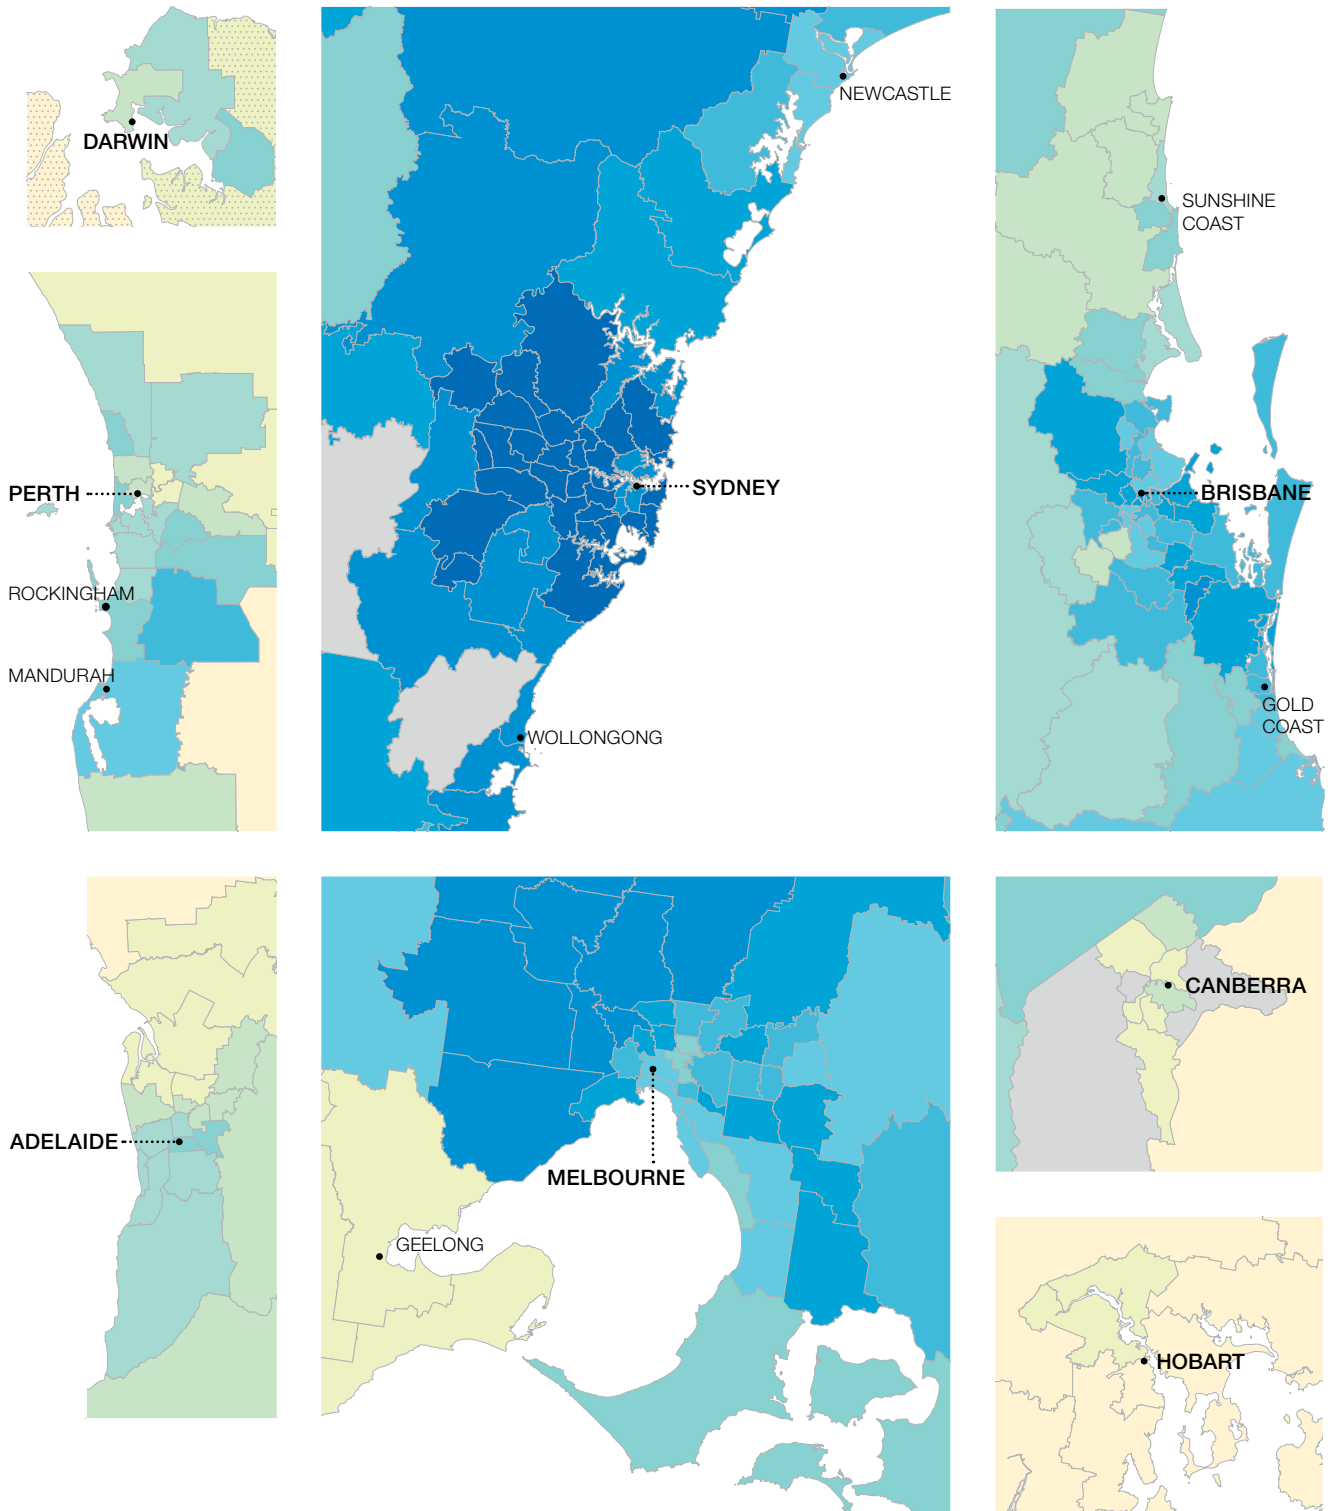 NEWCASTLE
DARWIN
SUNSHINE
COAST
PERTH
SYDNEY
BRISBANE
ROCKINGHAM
MANDURAH
GOLD
COAST
WOLLONGONG
CANBERRA
ADELAIDE
MELBOURNE
GEELONG
HOBART